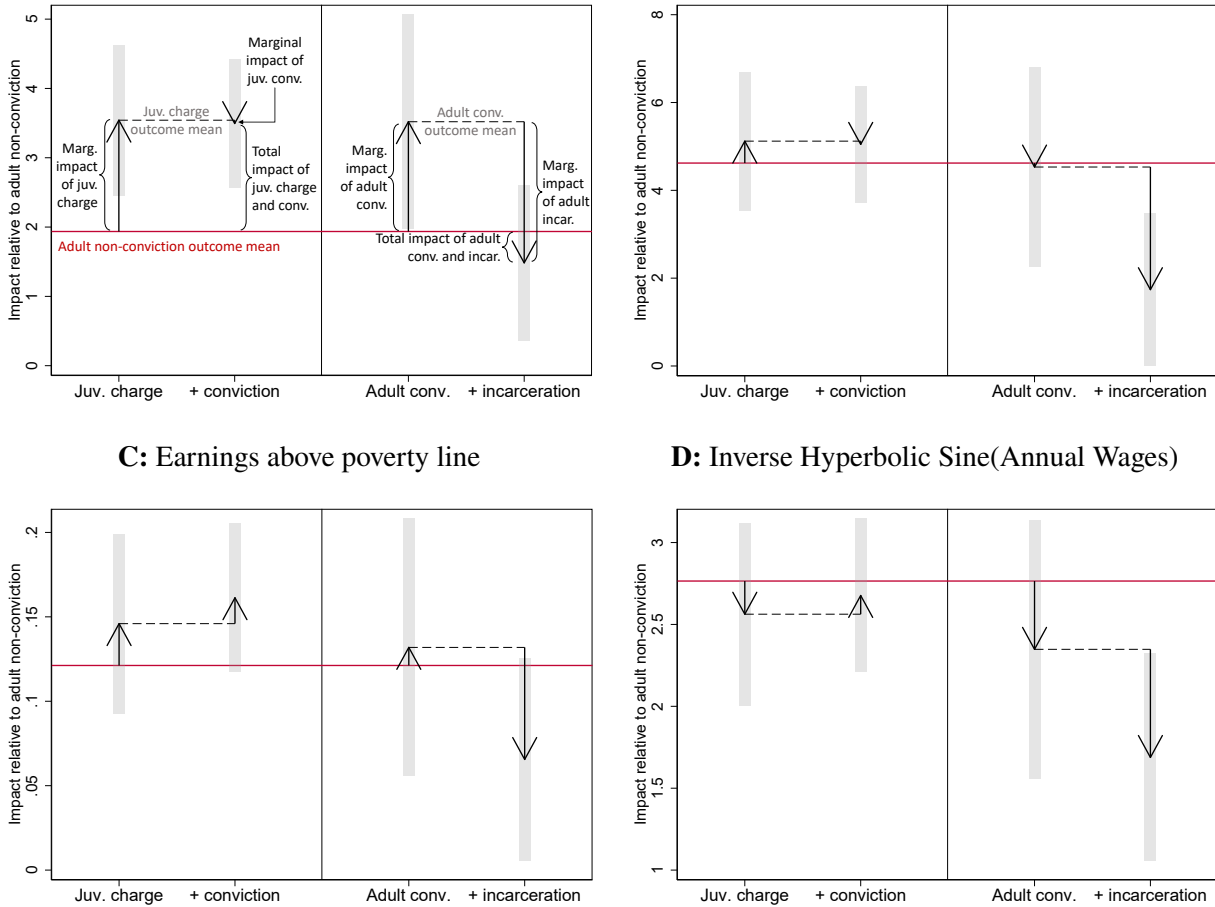 Impact relative to adult non-conviction
5
4
3
2
1
0
Marginal
impact of
juv. conv.
Juv. charge
outcome mean
Marg.
impact
of juv.
charge
Total
impact of
juv. charge
and conv.
Adult non-conviction outcome mean
Adult conv.
outcome mean
Marg.
impact
of adult
conv.
Marg.
impact
of adult
incar.
Total impact of adult
conv. and incar.
Juv. charge + conviction Adult conv. + incarceration
Impact relative to adult non-conviction
8
6
4
2
0
Juv. charge + conviction Adult conv. + incarceration
C: Earnings above poverty line
Impact relative to adult non-conviction
.2
.15
.1
.05
0
Juv. charge + conviction Adult conv. + incarceration
D: Inverse Hyperbolic Sine(Annual Wages)
Impact relative to adult non-conviction
3
2.5
2
1.5
1
Juv. charge + conviction Adult conv. + incarceration